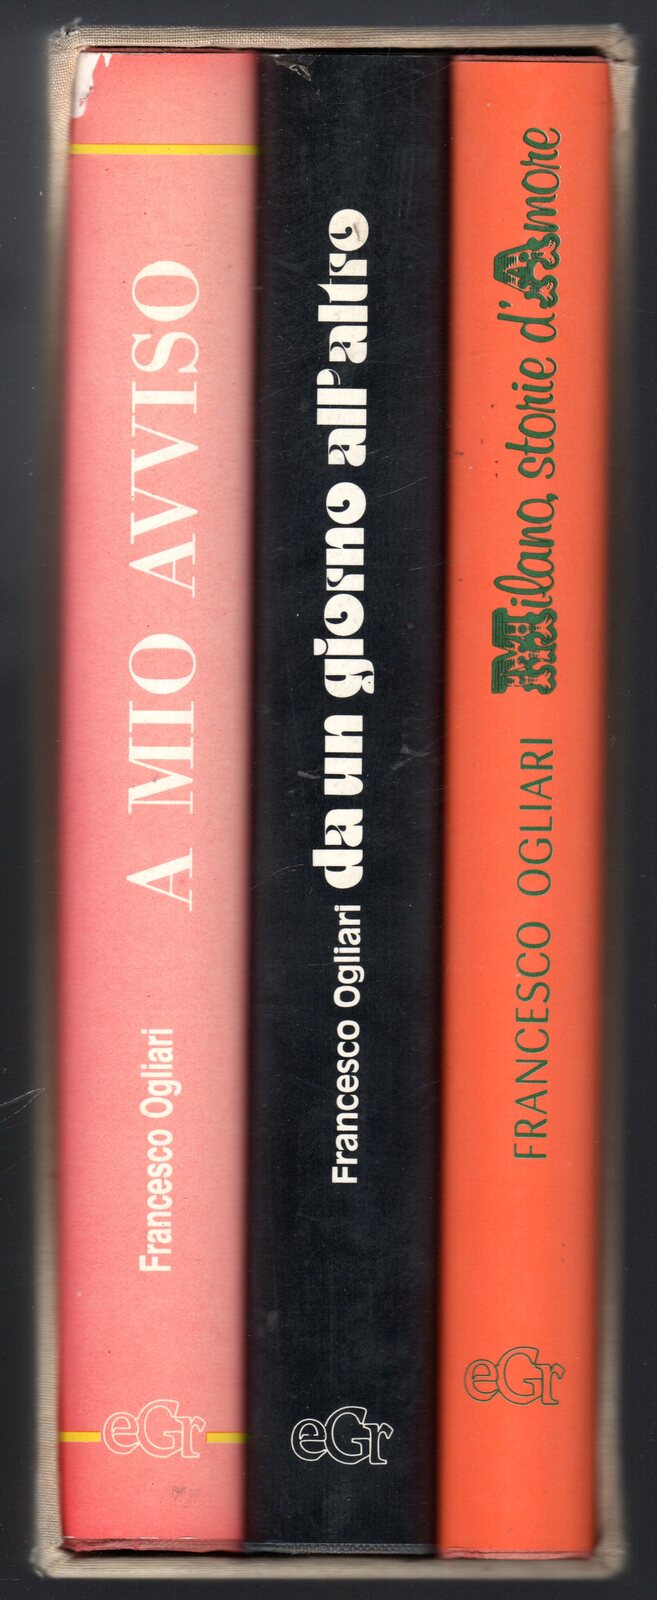 Francesco Ogliari A MIO AVVISO
eGr
Francesco Ogliari da un giorno all'altro
eGr
FRANCESCO OGLIARI Milano, storie d'Amore
eGr